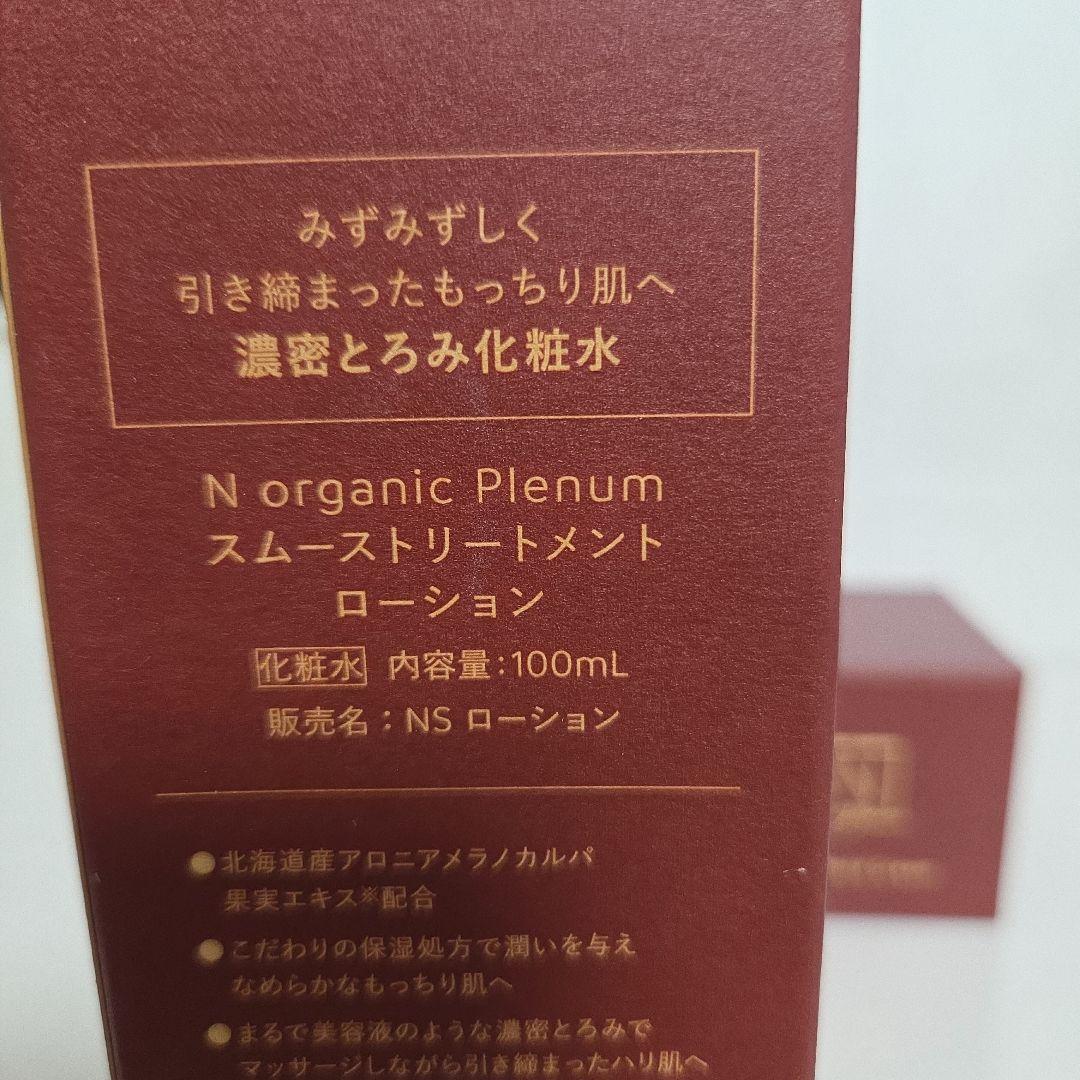 みずみずしく
引き締まったもっちり肌へ
濃密とろみ化粧水
N organic Plenum
スムーストリートメント
ローション
化粧水 内容量:100mL
販売名:NS ローション
●北海道産アロニアメラノカルパ
果実エキス※配合
●こだわりの保湿処方で潤いを与え
なめらかなもっちり肌へ
●まるで美容液のような濃密とろみで
マッサージしながら引き締まったハリ肌へ